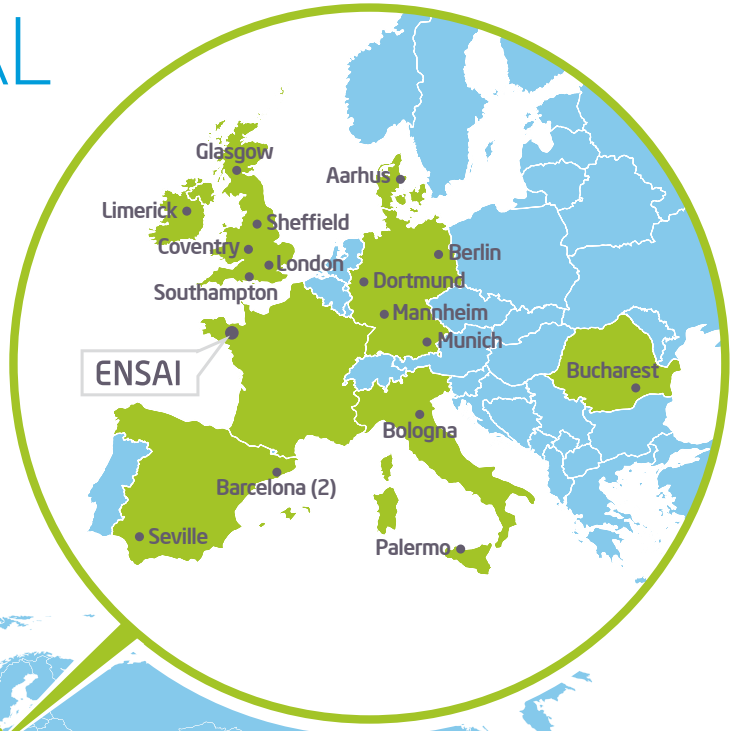 AL
Glasgow
Aarhus
Limerick
Sheffield
Coventry
London
Berlin
Dortmund
Southampton
Mannheim
Munich
ENSAI
Bucharest
Bologna
Barcelona (2)
Seville
Palermo